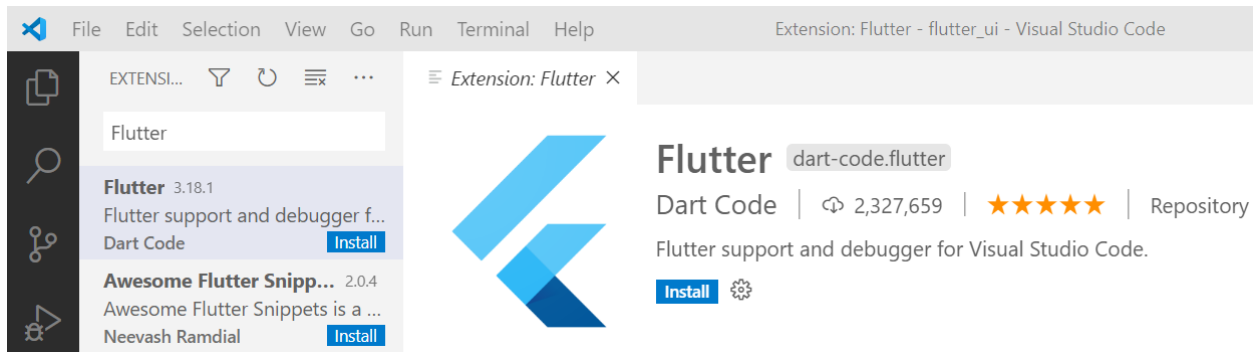 File Edit Selection View Go Run Terminal Help Extension: Flutter - flutter_ui - Visual Studio Code
EXTENSI...
Extension: Flutter
Flutter
Flutter 3.18.1
Flutter support and debugger f...
Dart Code Install
Awesome Flutter Snipp... 2.0.4
Awesome Flutter Snippets is a ...
Neevash Ramdial Install
Flutter dart-code.flutter
Dart Code 2,327,659 Repository
Flutter support and debugger for Visual Studio Code.
Install